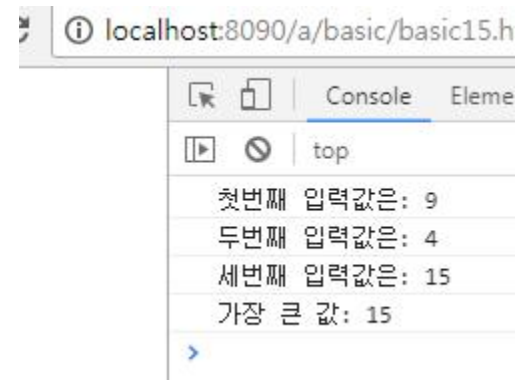 localhost:8090/a/basic/basic15.h
Console Eleme
top
첫번째 입력값은: 9
두번째 입력값은: 4
세번째 입력값은: 15
가장 큰 값: 15
>